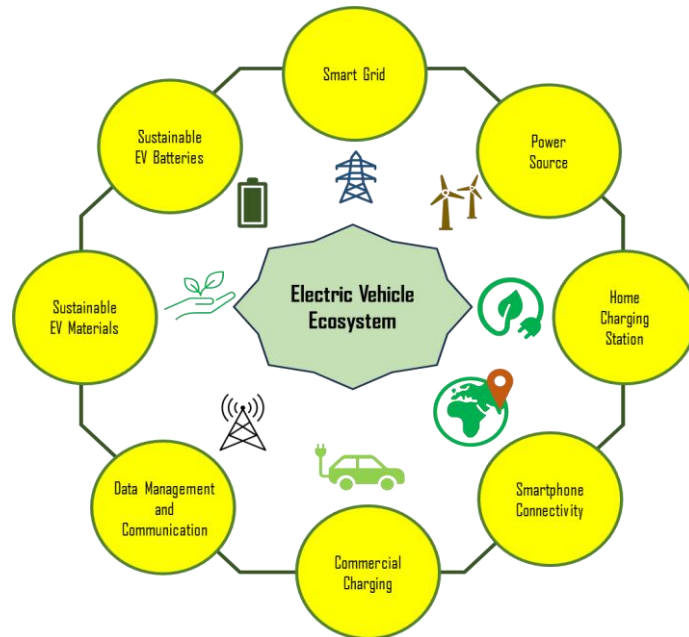 Smart Grid
Power
Source
Home
Charging
Station
Smartphone
Connectivity
Commercial
Charging
Data Management
and
Communication
Sustainable
EV Materials
Sustainable
EV Batteries
Electric Vehicle
Ecosystem